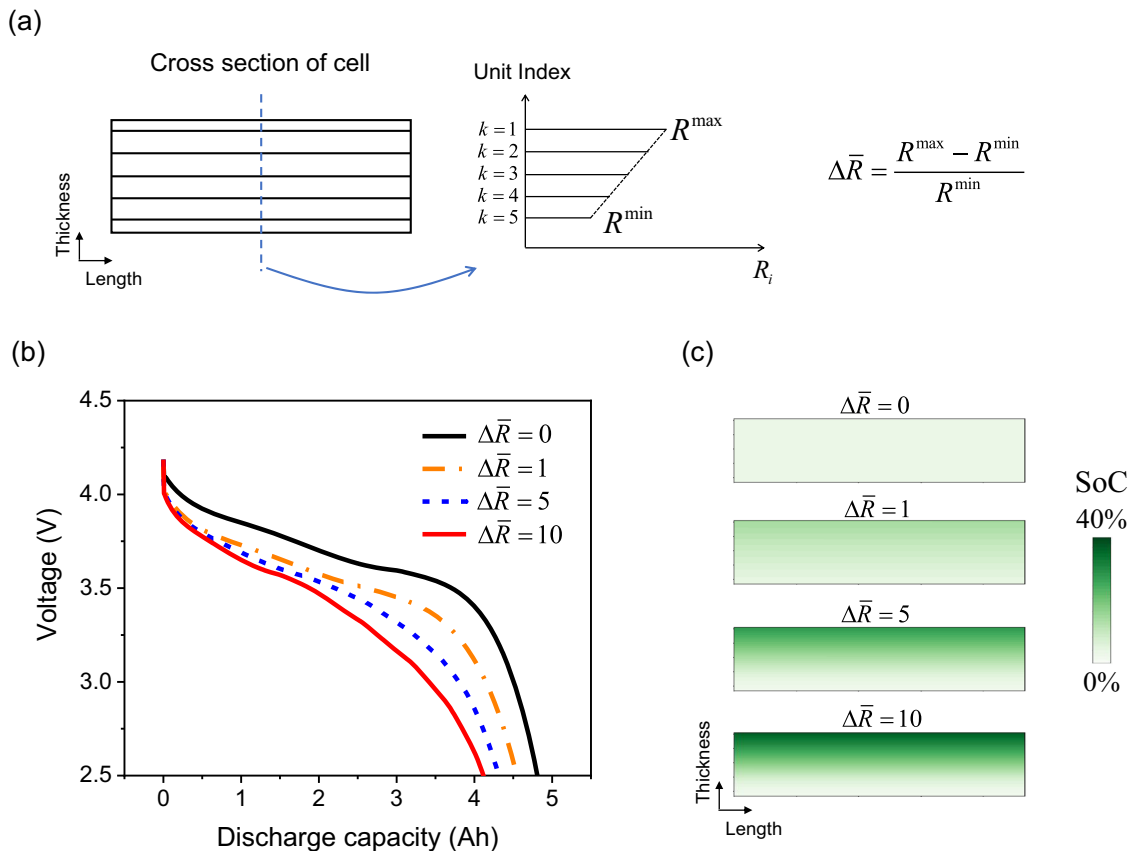 (a)
Cross section of cell
Unit Index
k = 1
k = 2
k = 3
k = 4
k = 5
R^max
R^min
R_i
Thickness
Length
ΔR̄ = (R^max − R^min) / R^min
(b)
4.5
4.0
3.5
3.0
2.5
Voltage (V)
ΔR̄ = 0
ΔR̄ = 1
ΔR̄ = 5
ΔR̄ = 10
0 1 2 3 4 5
Discharge capacity (Ah)
(c)
ΔR̄ = 0
ΔR̄ = 1
ΔR̄ = 5
ΔR̄ = 10
SoC
40%
0%
Thickness
Length